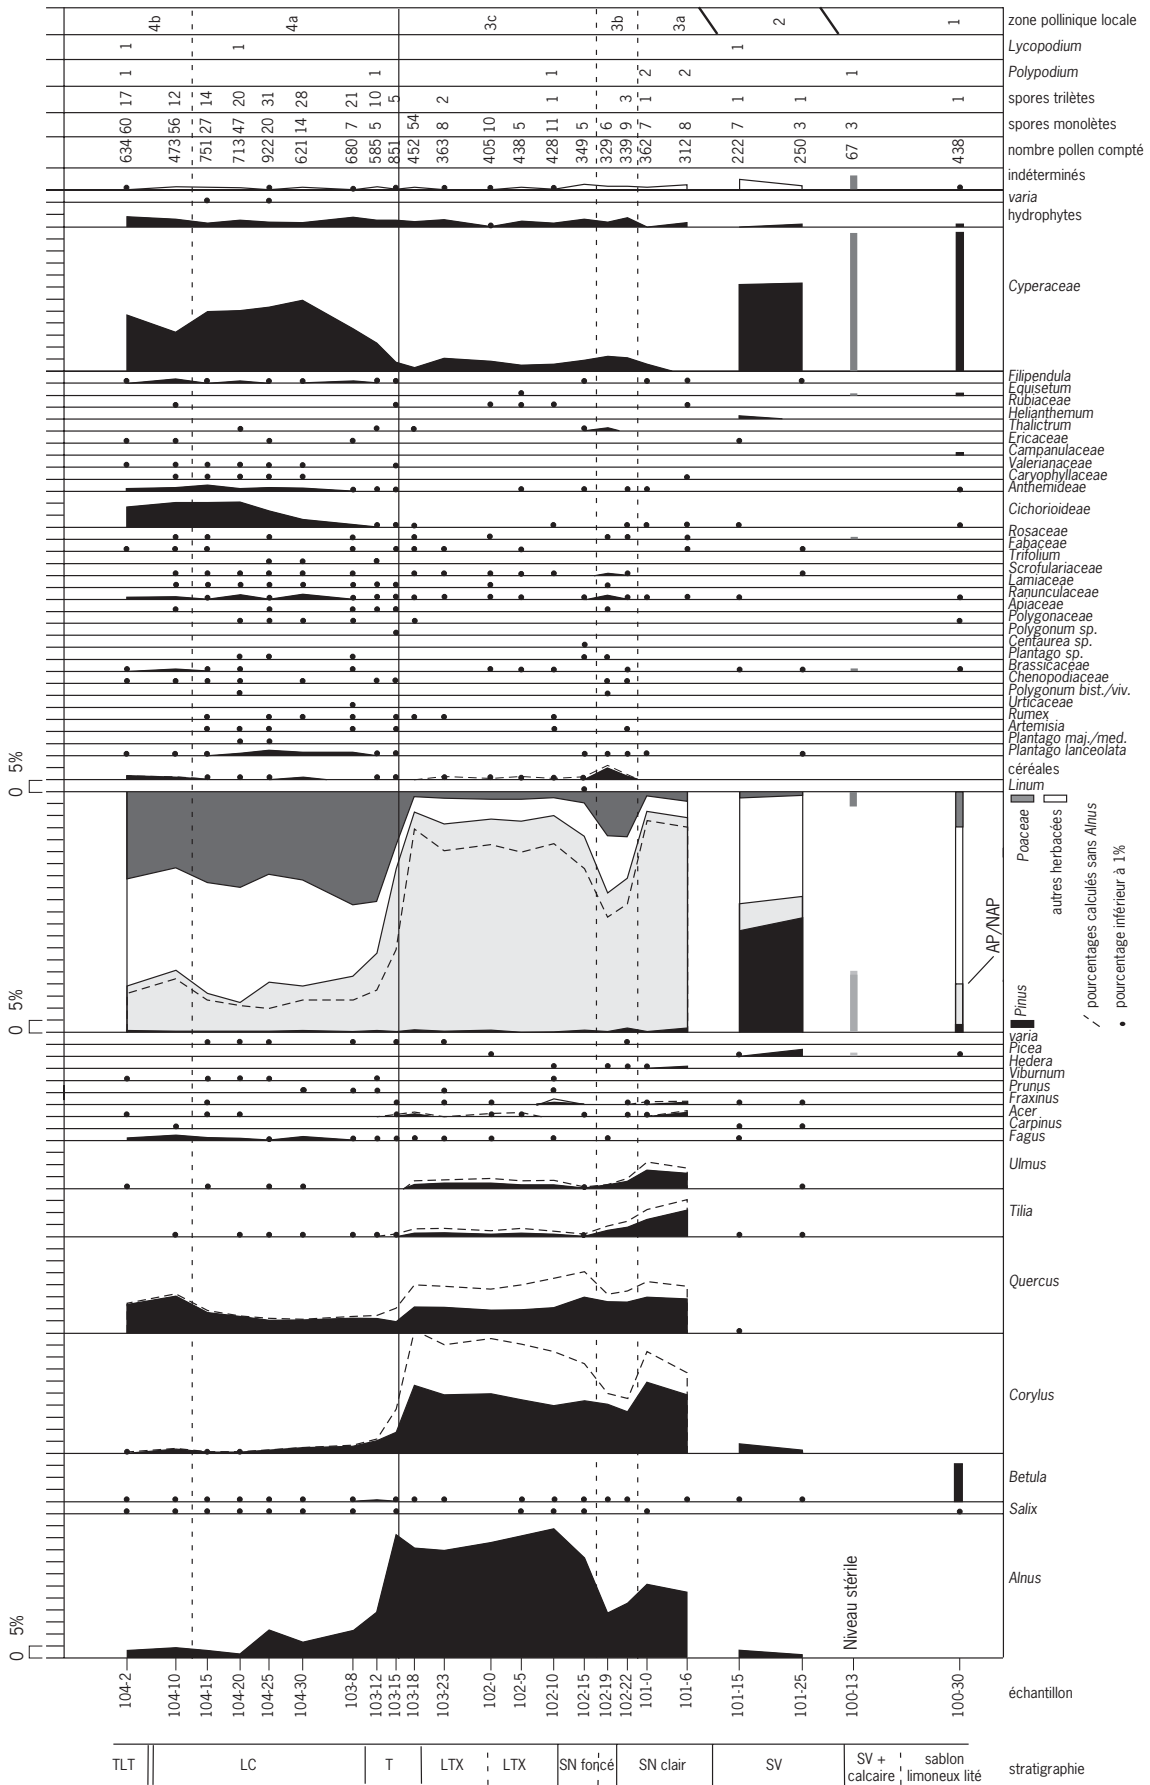 4b 4a 3c 3b 3a 2 1 zone pollinique locale
1 1 1 Lycopodium
1 1 1 2 2 1 Polypodium
17 12 14 20 31 28 21 10 5 2 1 3 1 1 1 1 spores trilètes
60 56 27 47 20 14 7 5 54 8 10 5 11 5 6 9 7 8 7 3 3 spores monolètes
634 473 751 713 922 621 680 585 851 452 363 405 438 428 349 329 339 362 312 222 250 67 438 nombre pollen compté
indéterminés
varia
hydrophytes
Cyperaceae
Filipendula
Equisetum
Rubiaceae
Helianthemum
Thalictrum
Ericaceae
Campanulaceae
Valerianaceae
Caryophyllaceae
Anthemideae
Cichorioideae
Rosaceae
Fabaceae
Trifolium
Scrofulariaceae
Lamiaceae
Ranunculaceae
Apiaceae
Polygonaceae
Polygonum sp.
Centaurea sp.
Plantago sp.
Brassicaceae
Chenopodiaceae
Polygonum bist./viv.
Urticaceae
Rumex
Artemisia
Plantago maj./med.
Plantago lanceolata
céréales
Linum
0 5%
Poaceae
autres herbacées
pourcentages calculés sans Alnus
pourcentage inférieur à 1%
AP/NAP
Pinus
0 5%
varia
Picea
Hedera
Viburnum
Prunus
Fraxinus
Acer
Carpinus
Fagus
Ulmus
Tilia
Quercus
Corylus
Betula
Salix
Alnus
Niveau stérile
0 5%
104-2 104-10 104-15 104-20 104-25 104-30 103-8 103-12 103-15 103-18 103-23 102-0 102-5 102-10 102-15 102-19 102-22 101-0 101-6 101-15 101-25 100-13 100-30 échantillon
TLT LC T LTX LTX SN foncé SN clair SV SV + calcaire sablon limoneux lité stratigraphie